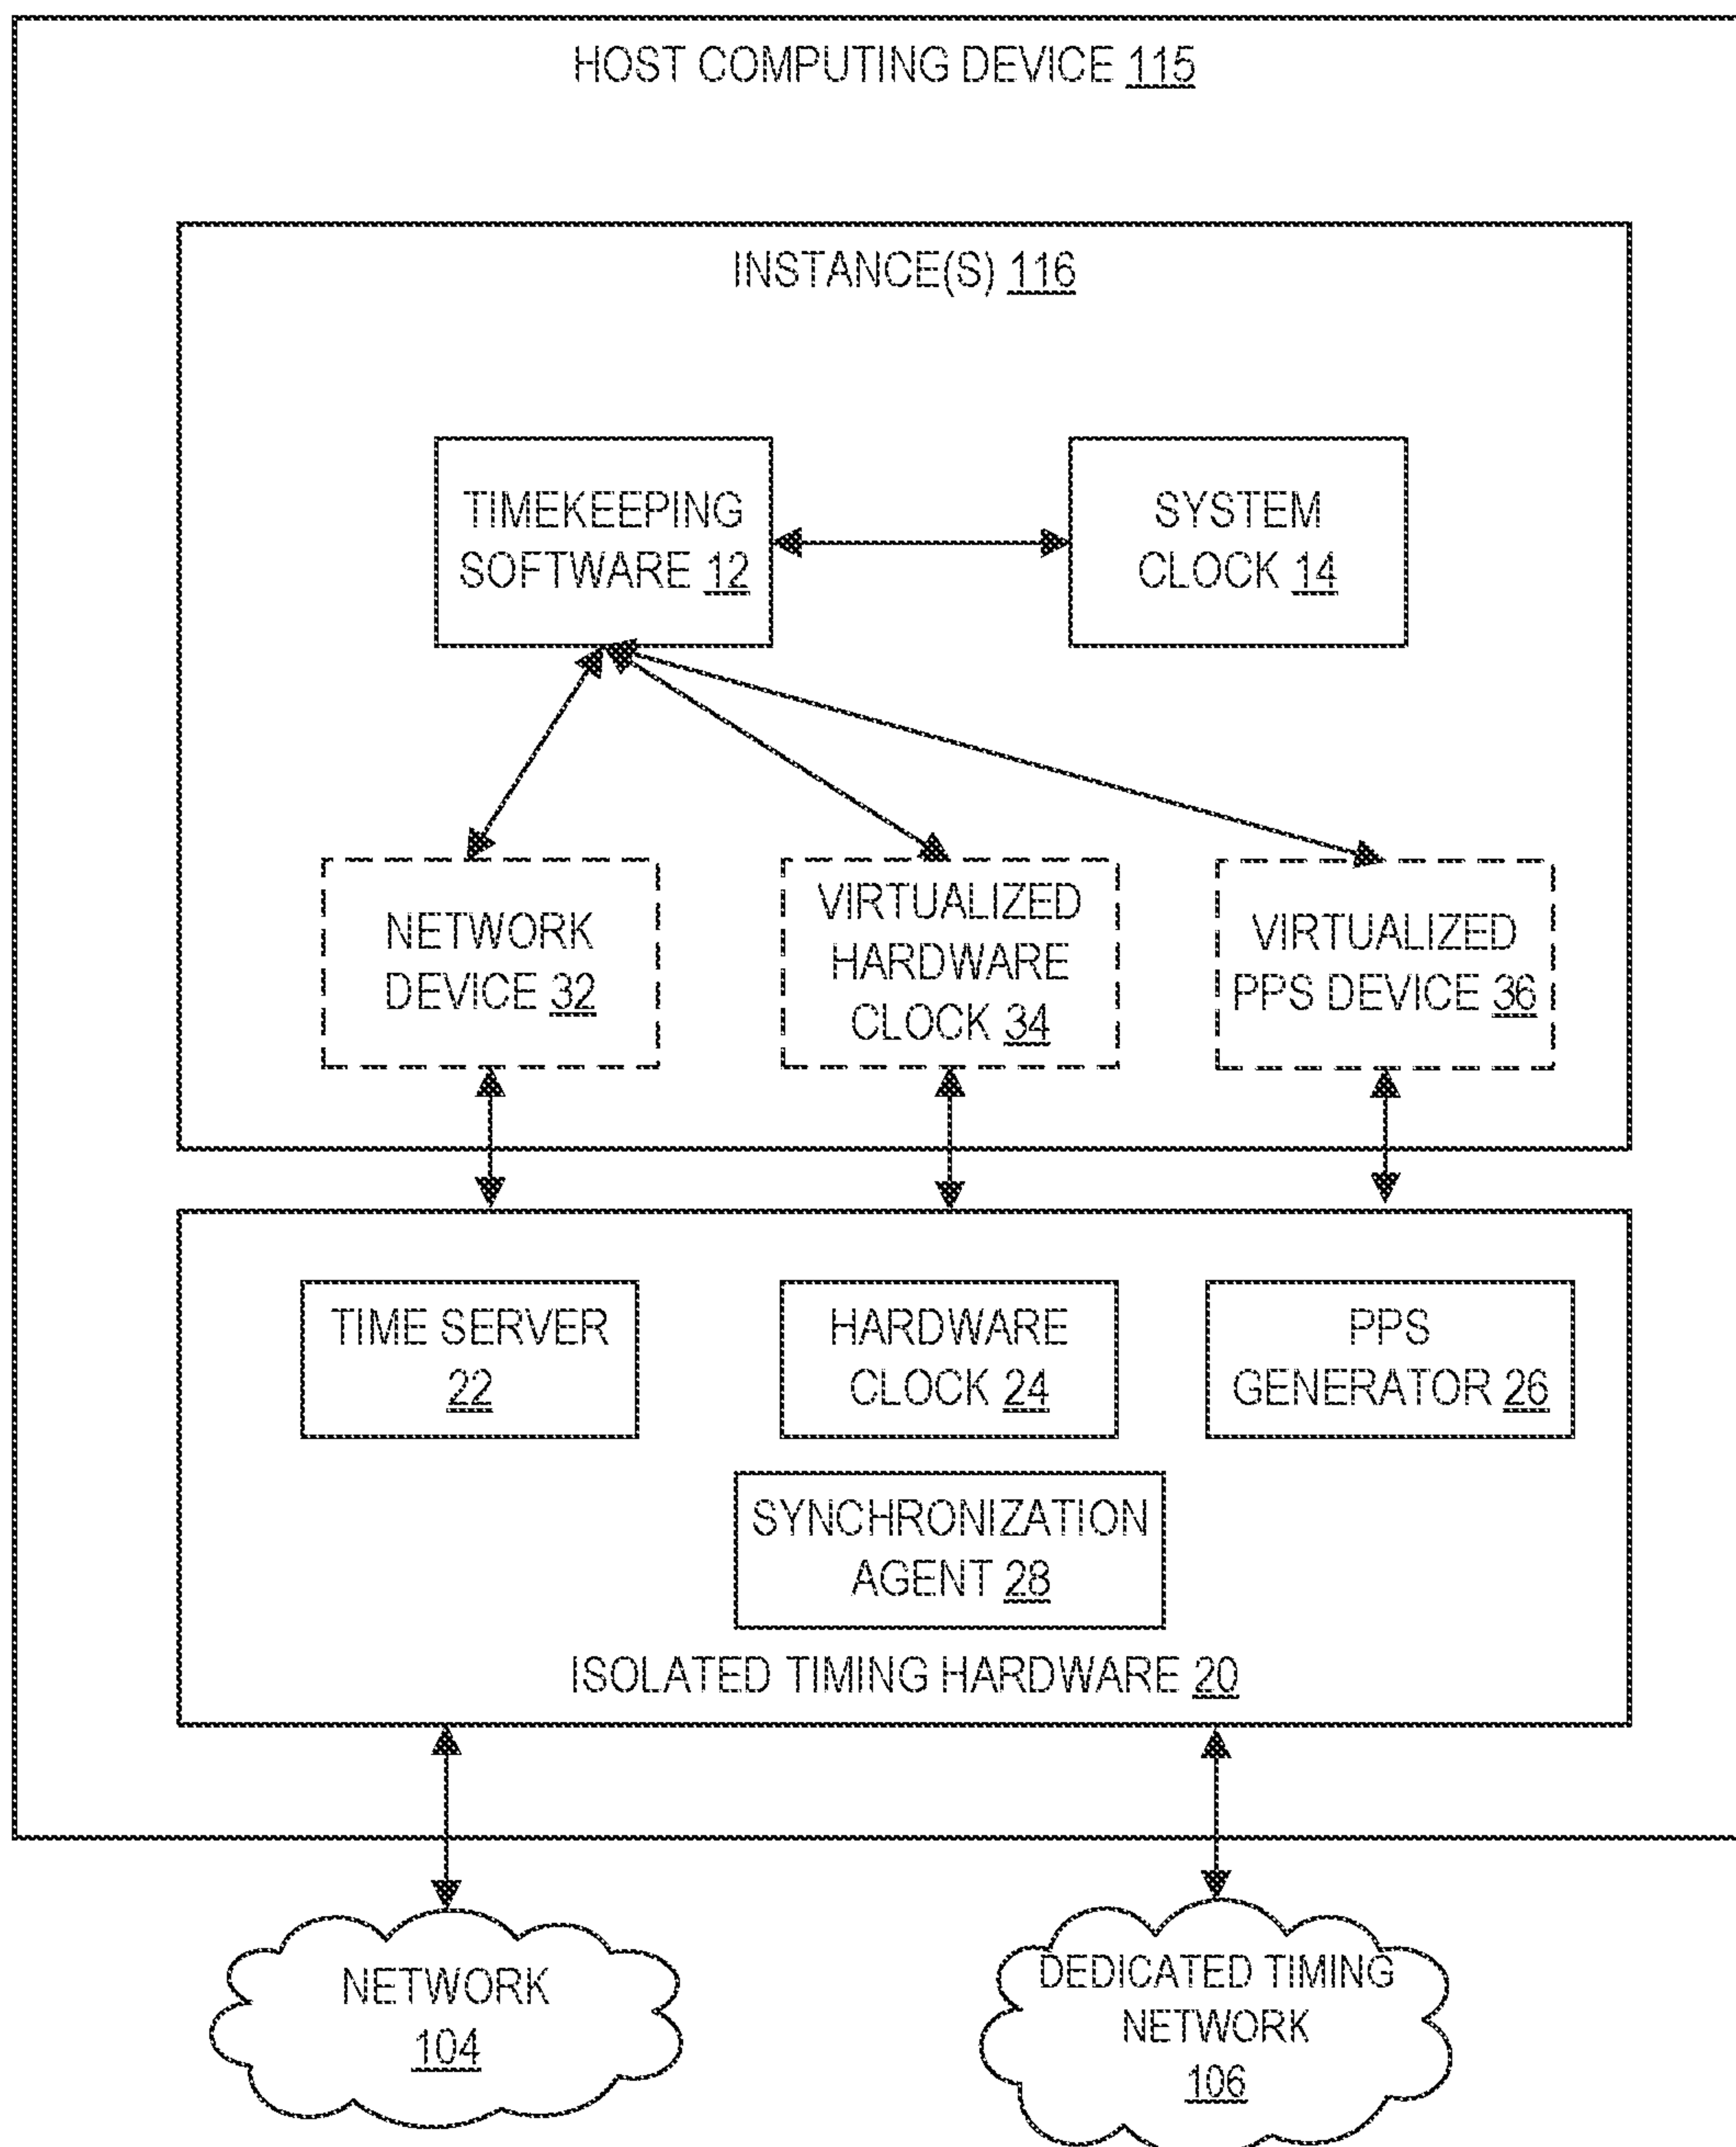 HOST COMPUTING DEVICE 115
INSTANCE(S) 116
TIMEKEEPING
SOFTWARE 12
SYSTEM
CLOCK 14
NETWORK
DEVICE 32
VIRTUALIZED
HARDWARE
CLOCK 34
VIRTUALIZED
PPS DEVICE 36
TIME SERVER
22
HARDWARE
CLOCK 24
PPS
GENERATOR 26
SYNCHRONIZATION
AGENT 28
ISOLATED TIMING HARDWARE 20
NETWORK
104
DEDICATED TIMING
NETWORK
106